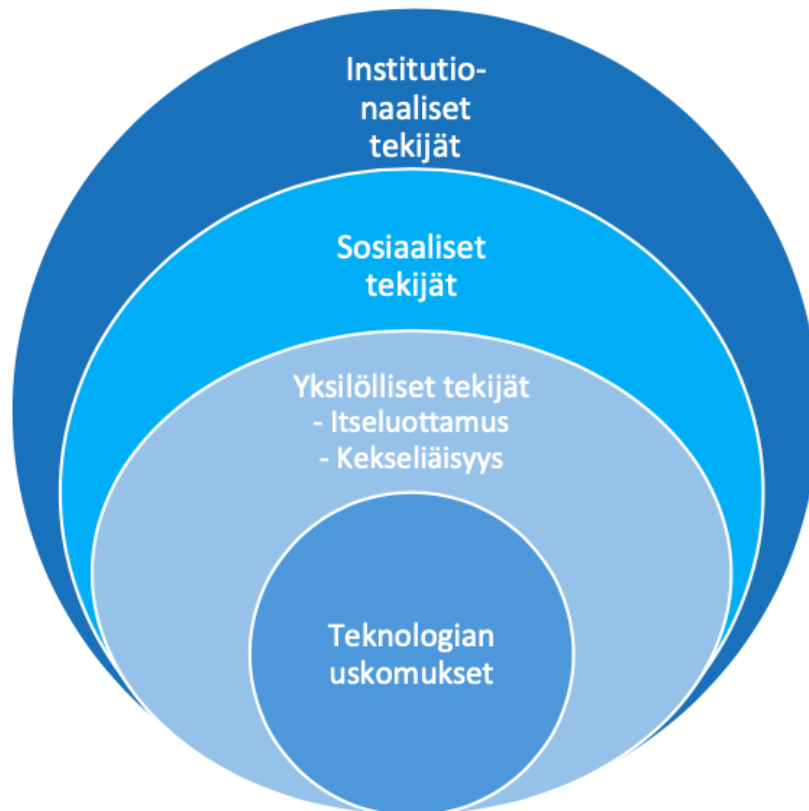 Institutio-
naaliset
tekijät
Sosiaaliset
tekijät
Yksilölliset tekijät
- Itseluottamus
- Kekseliäisyys
Teknologian
uskomukset